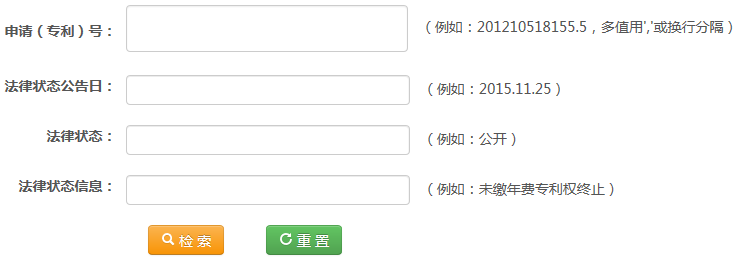 申请（专利）号： （例如：201210518155.5，多值用','或换行分隔）
法律状态公告日： （例如：2015.11.25）
法律状态： （例如：公开）
法律状态信息： （例如：未缴年费专利权终止）
检 索 重 置